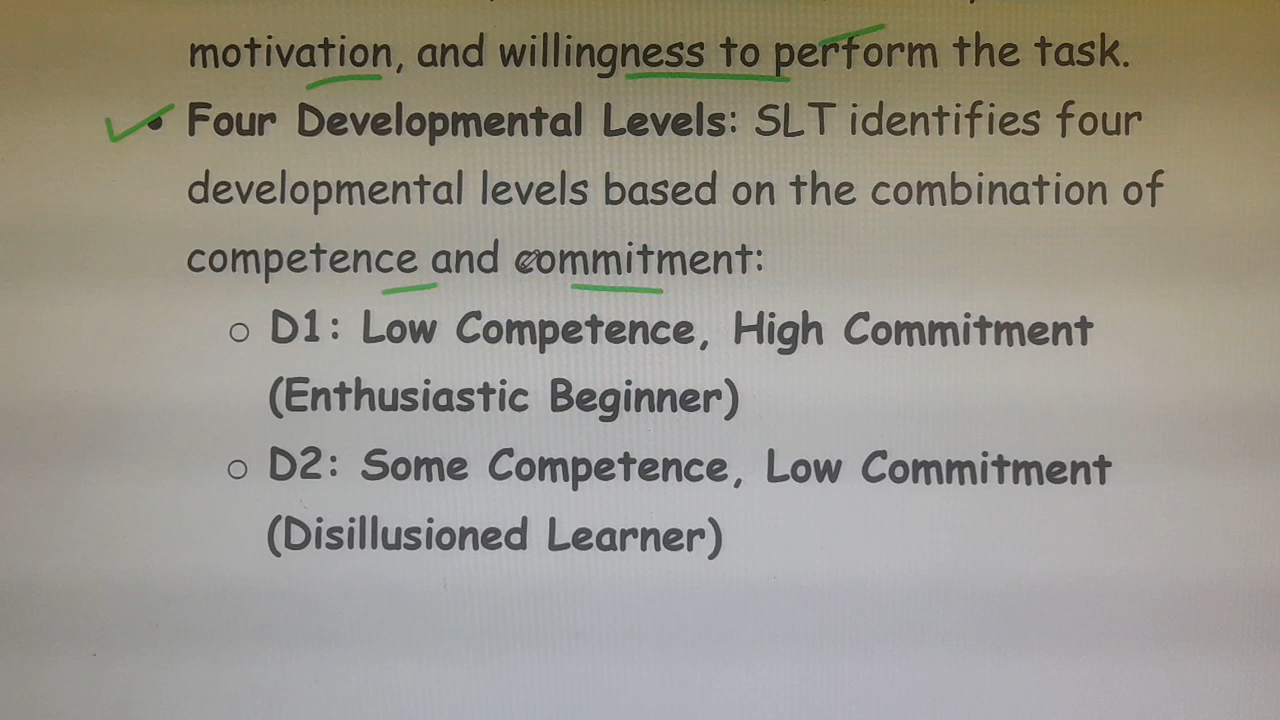 motivation, and willingness to perform the task.
• Four Developmental Levels: SLT identifies four
developmental levels based on the combination of
competence and commitment:
○ D1: Low Competence, High Commitment
(Enthusiastic Beginner)
○ D2: Some Competence, Low Commitment
(Disillusioned Learner)